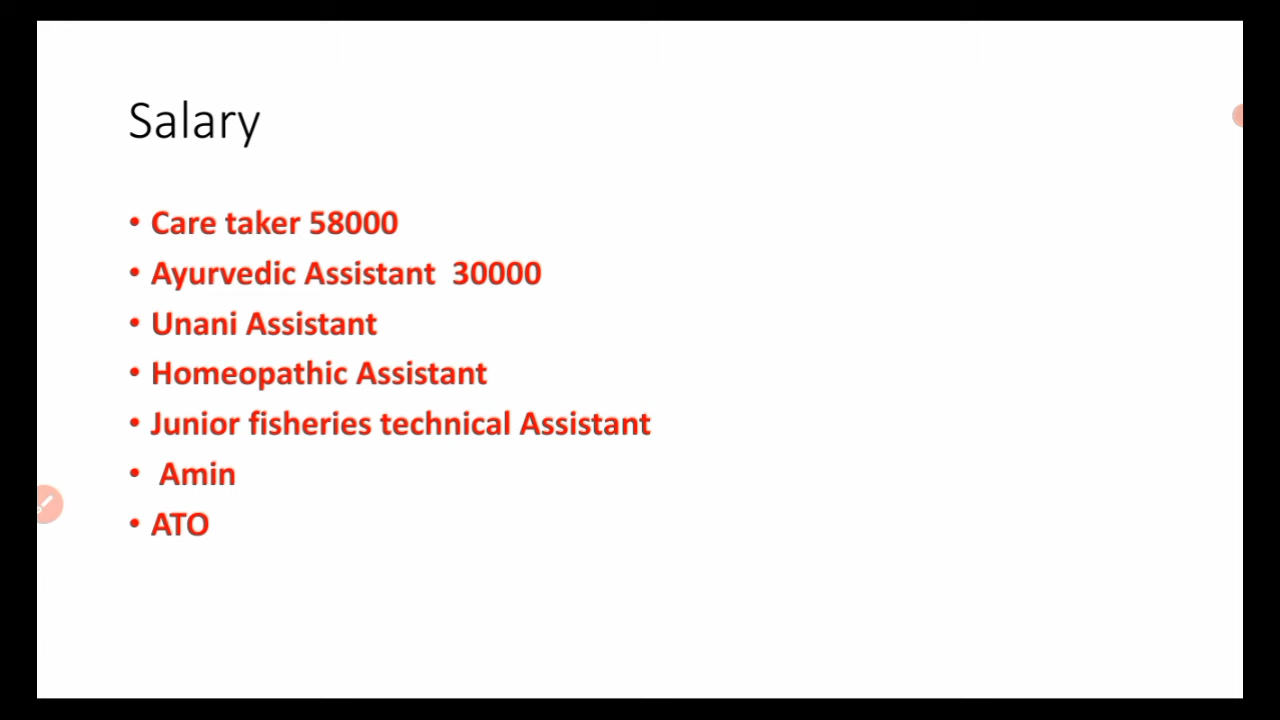 Salary
• Care taker 58000
• Ayurvedic Assistant 30000
• Unani Assistant
• Homeopathic Assistant
• Junior fisheries technical Assistant
• Amin
• ATO